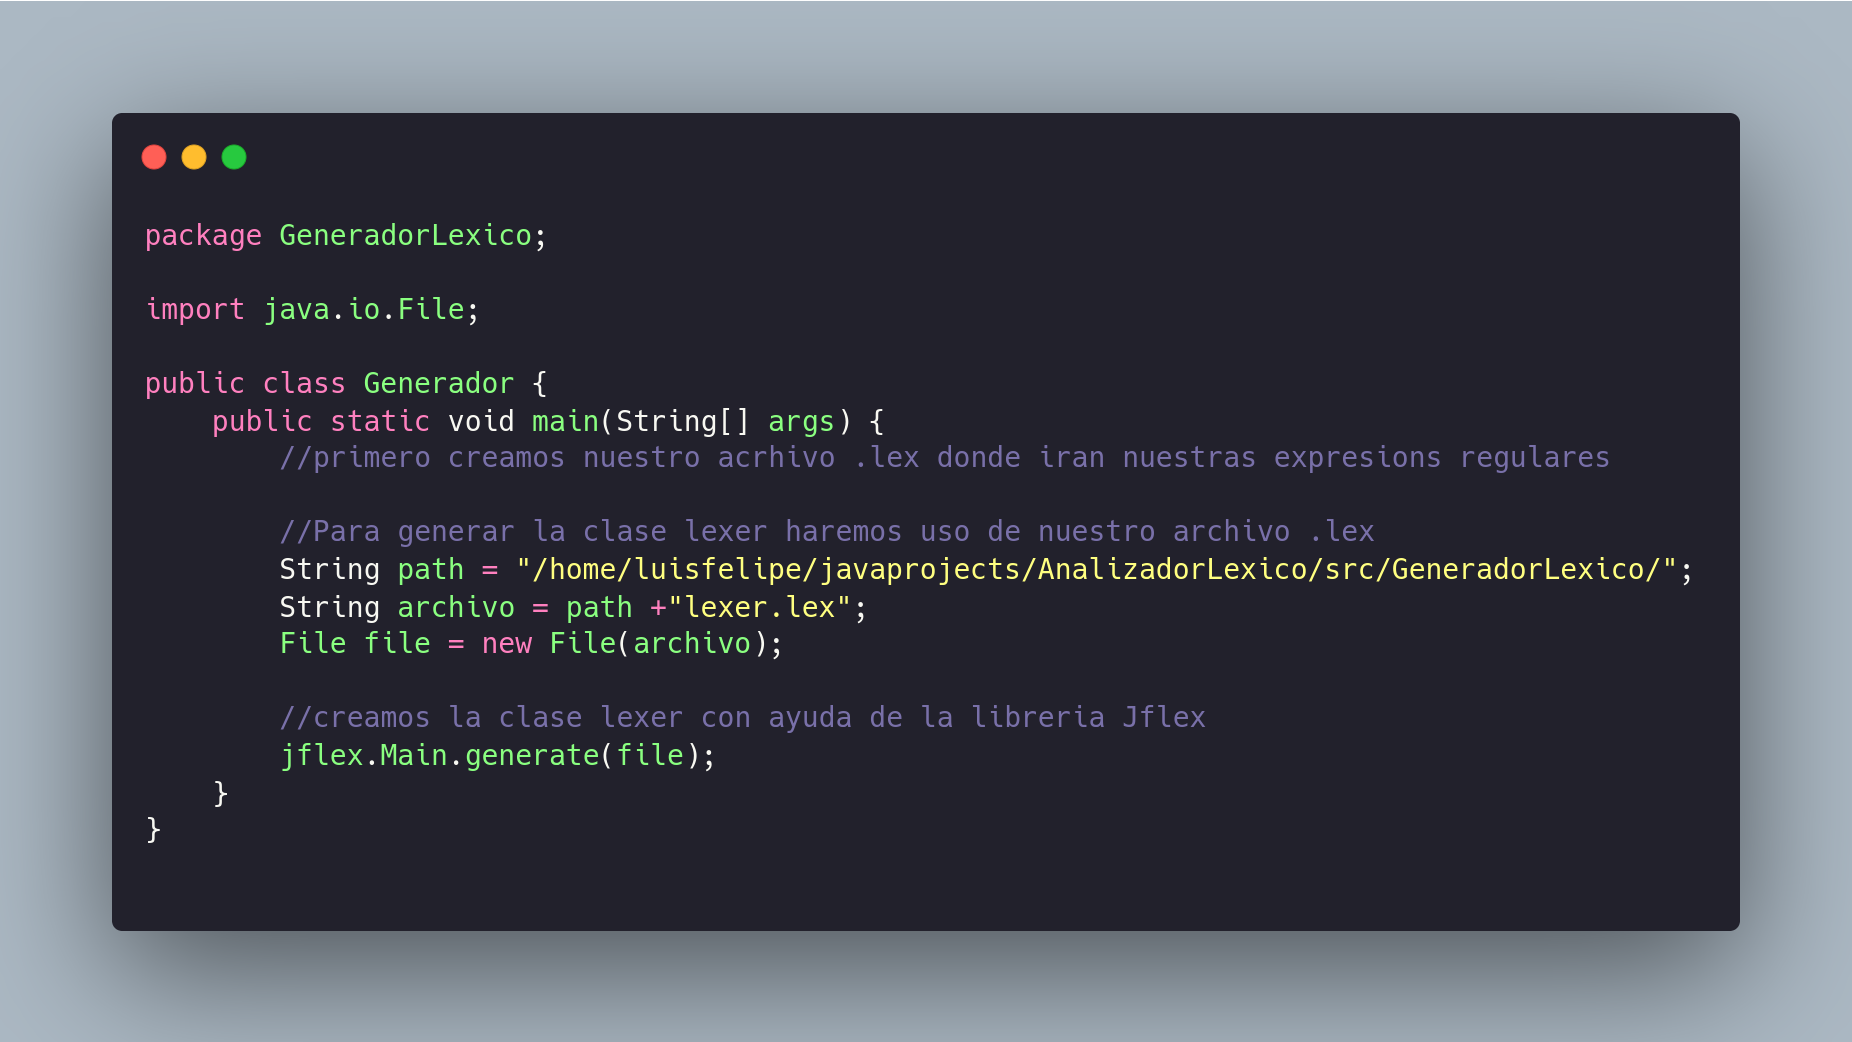 package GeneradorLexico;
import java.io.File;
public class Generador {
public static void main(String[] args) {
//primero creamos nuestro acrhivo .lex donde iran nuestras expresions regulares
//Para generar la clase lexer haremos uso de nuestro archivo .lex
String path = "/home/luisfelipe/javaprojects/AnalizadorLexico/src/GeneradorLexico/";
String archivo = path +"lexer.lex";
File file = new File(archivo);
//creamos la clase lexer con ayuda de la libreria Jflex
jflex.Main.generate(file);
}
}